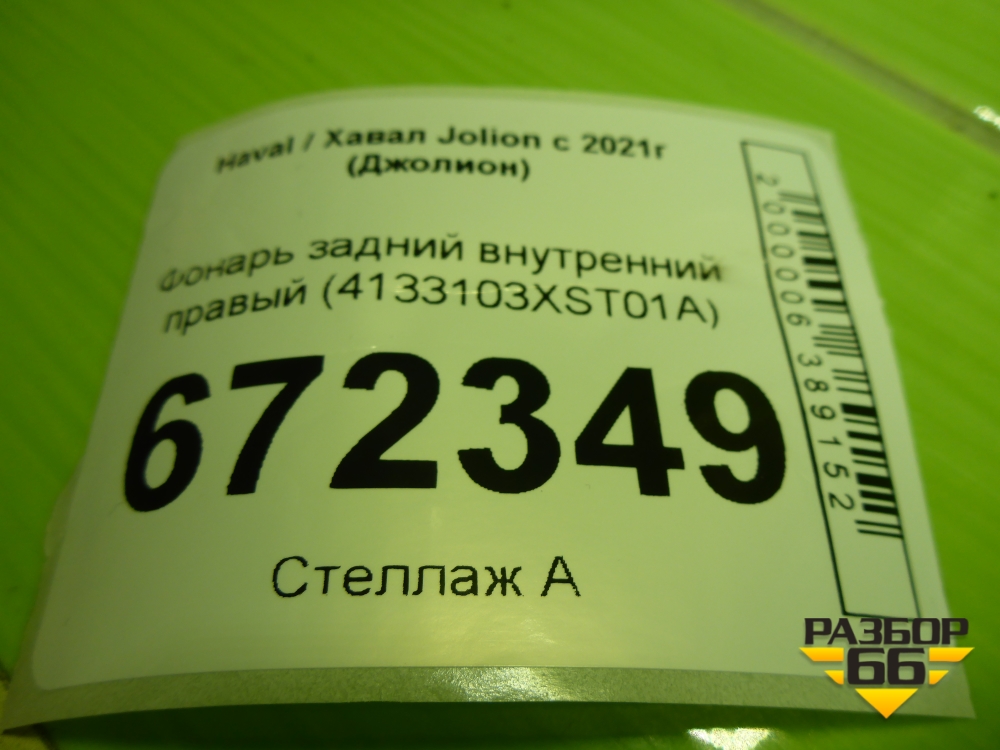 Haval / Хавал Jolion с 2021г
(Джолион)
Фонарь задний внутренний
правый (4133103XST01A)
672349
Стеллаж А
2000006389152
РАЗБОР
66